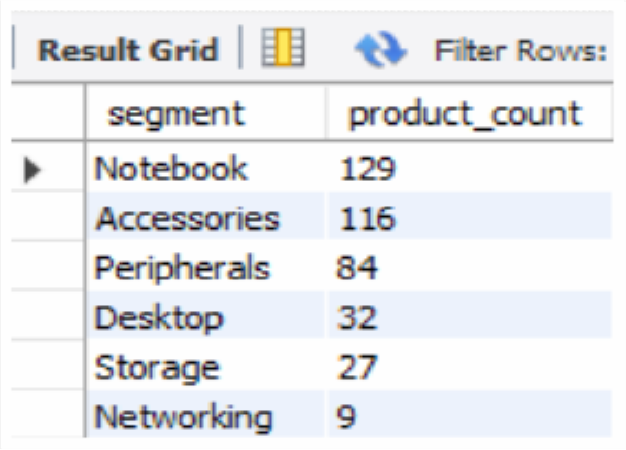 Result Grid Filter Rows:
segment product_count
Notebook 129
Accessories 116
Peripherals 84
Desktop 32
Storage 27
Networking 9